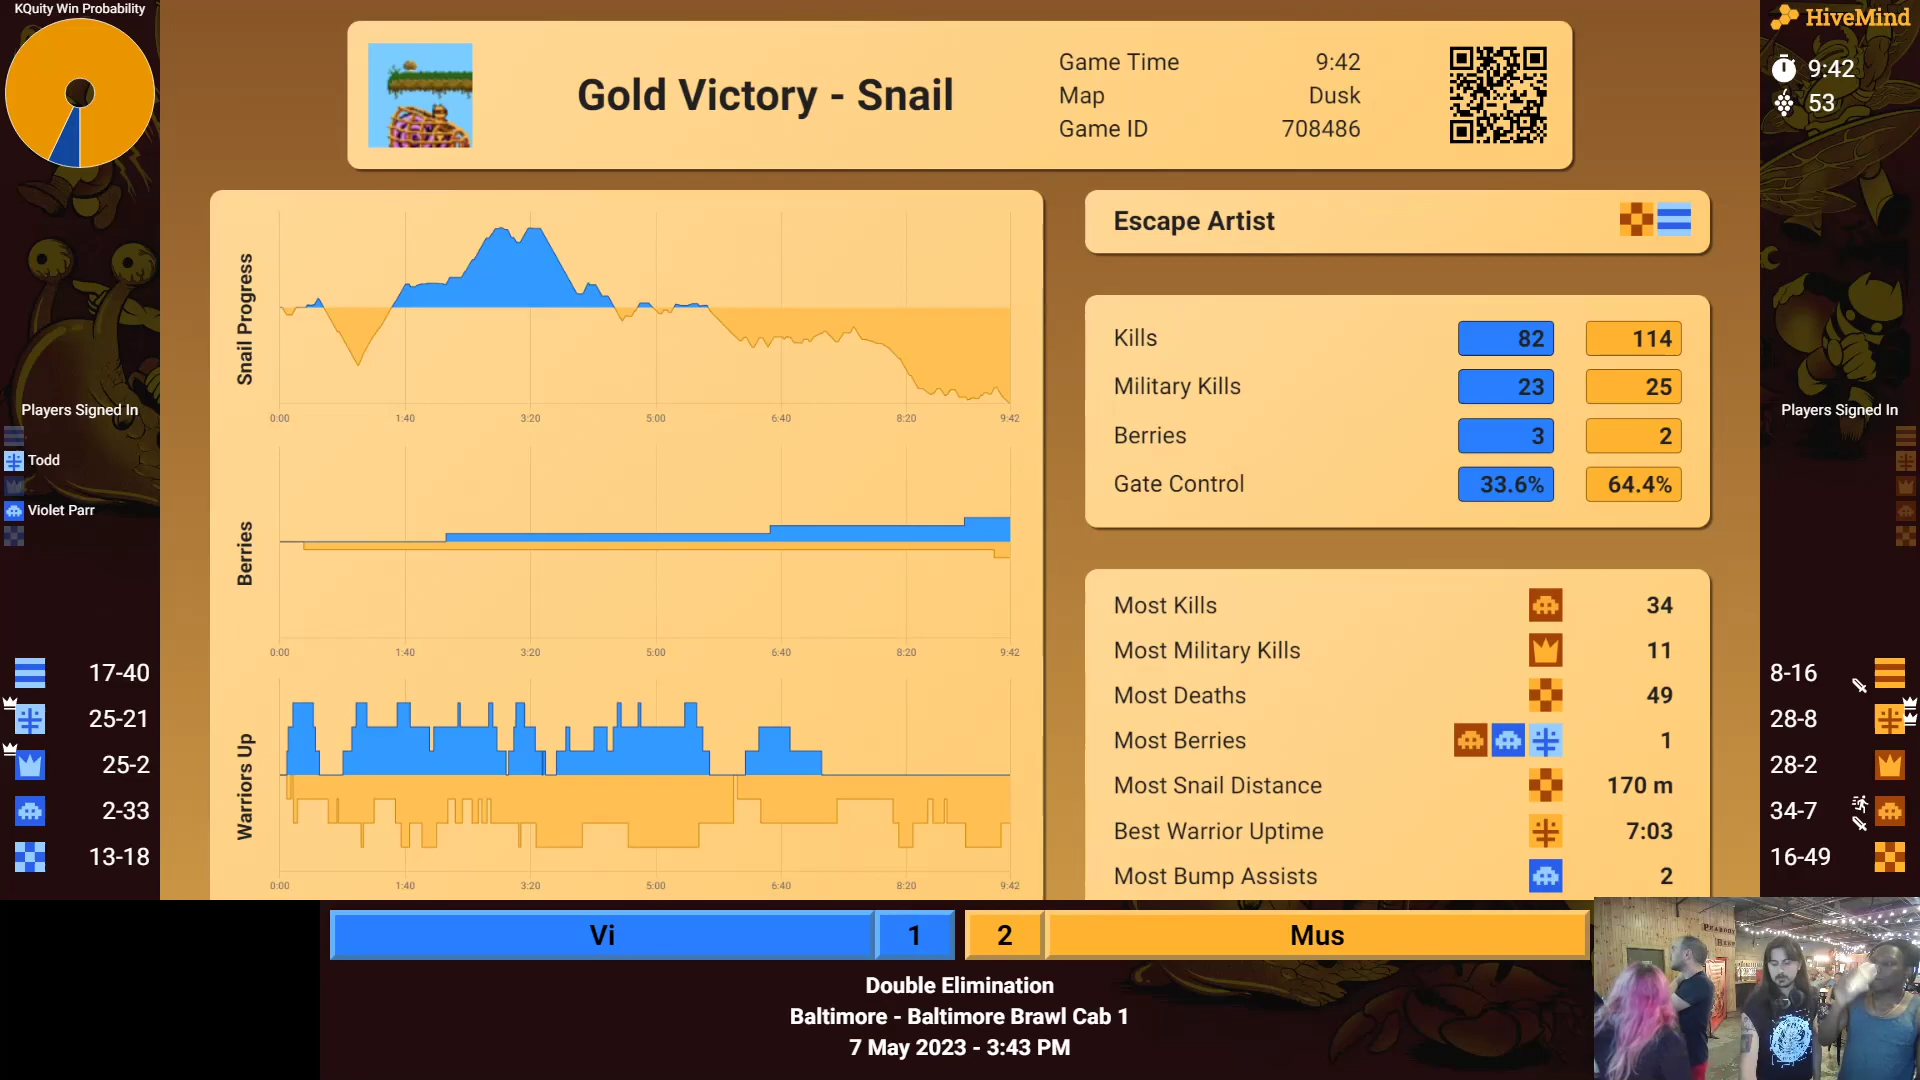 KQuity Win Probability
HiveMind
9:42
53
Gold Victory - Snail
Game Time 9:42
Map Dusk
Game ID 708486
Snail Progress
0:00 1:40 3:20 5:00 6:40 8:20 9:42
Berries
0:00 1:40 3:20 5:00 6:40 8:20 9:42
Warriors Up
0:00 1:40 3:20 5:00 6:40 8:20 9:42
Escape Artist
Kills 82 114
Military Kills 23 25
Berries 3 2
Gate Control 33.6% 64.4%
Most Kills 34
Most Military Kills 11
Most Deaths 49
Most Berries 1
Most Snail Distance 170 m
Best Warrior Uptime 7:03
Most Bump Assists 2
Players Signed In
Todd
Violet Parr
17-40
25-21
25-2
2-33
13-18
Players Signed In
8-16
28-8
28-2
34-7
16-49
Vi 1 2 Mus
Double Elimination
Baltimore - Baltimore Brawl Cab 1
7 May 2023 - 3:43 PM